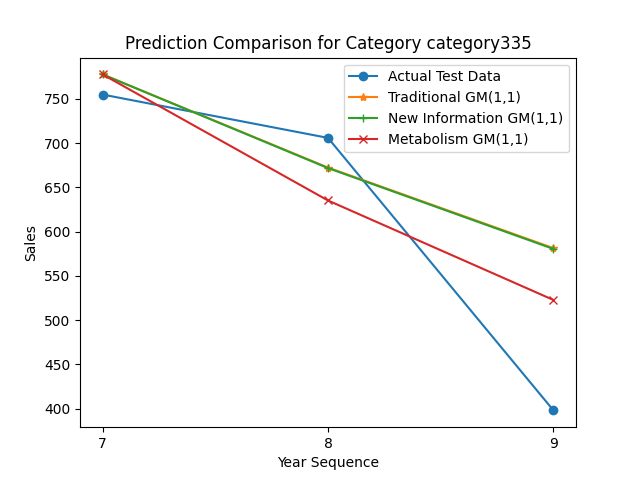 Prediction Comparison for Category category335
Actual Test Data
Traditional GM(1,1)
New Information GM(1,1)
Metabolism GM(1,1)
750
700
650
600
550
500
450
400
Sales
7
8
9
Year Sequence